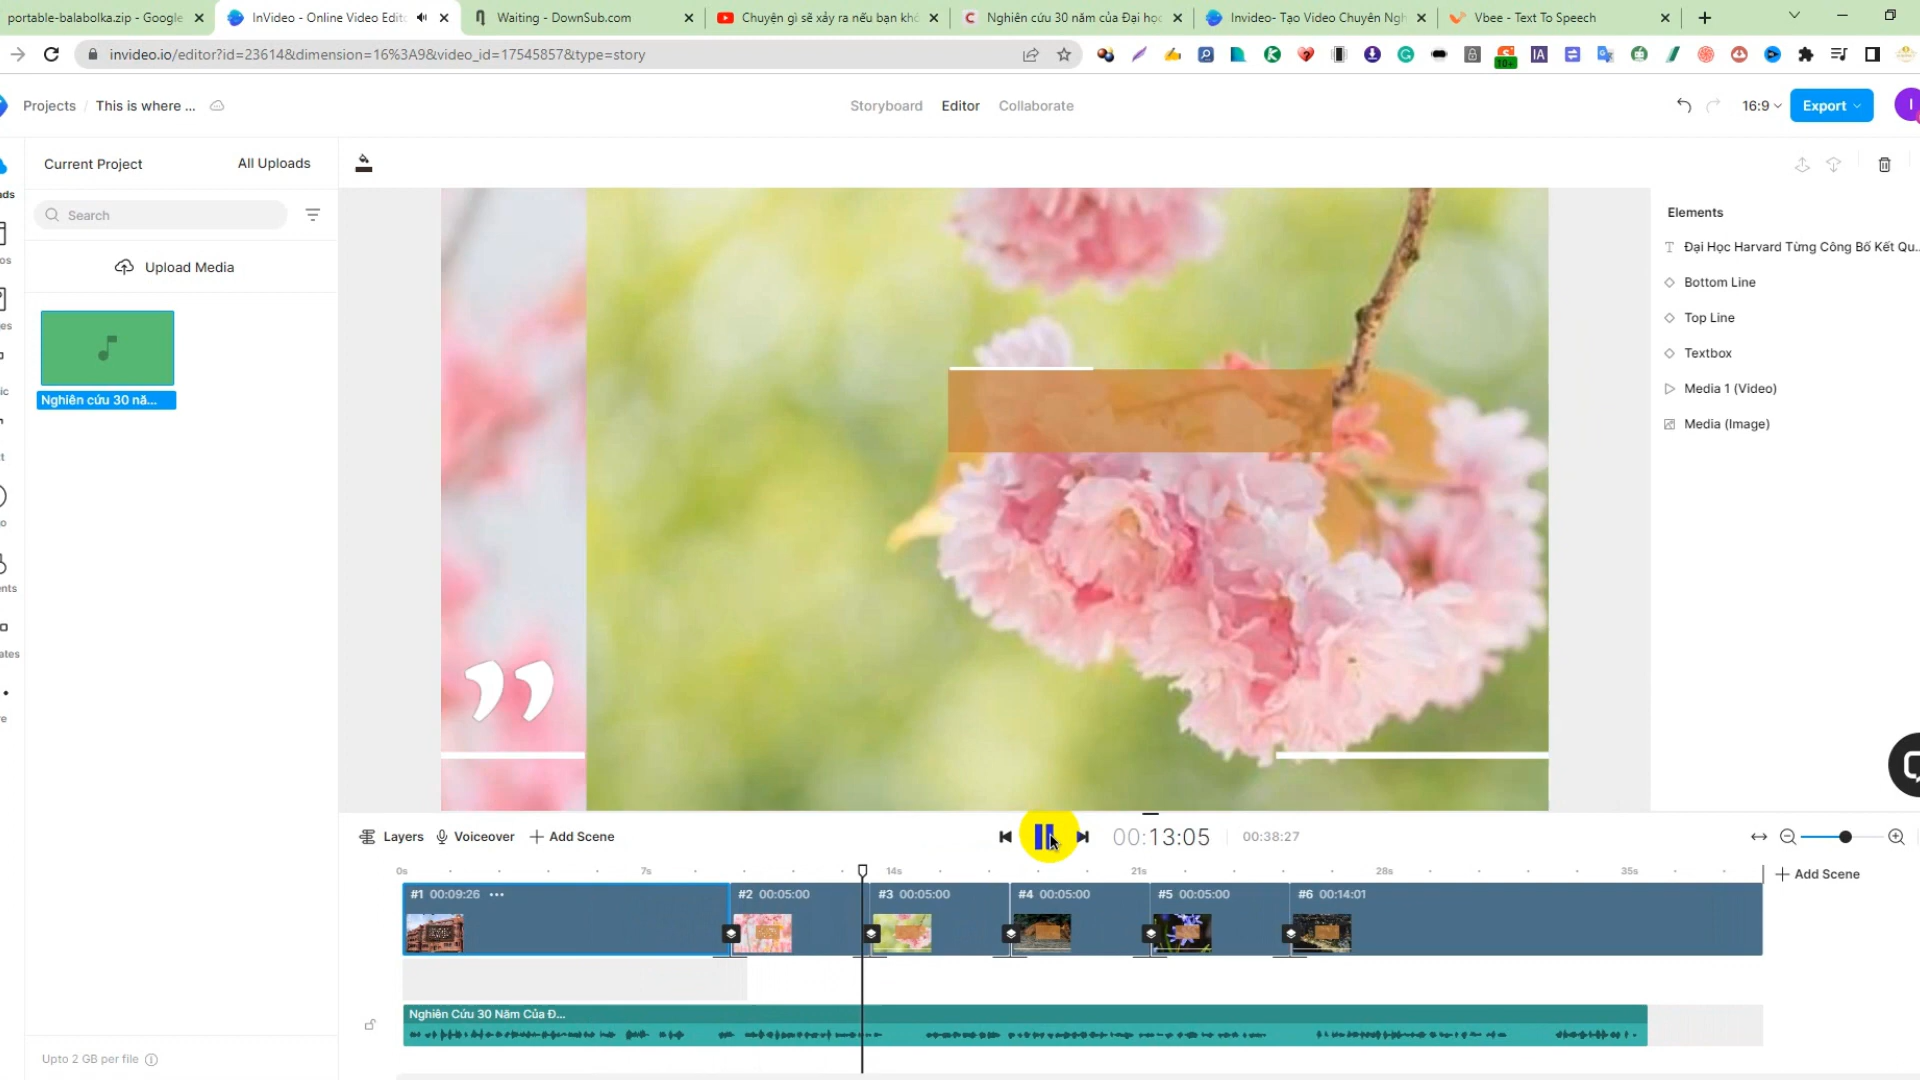 portable-balabolka.zip - Google
InVideo - Online Video Edit
Waiting - DownSub.com
Chuyện gì sẽ xảy ra nếu bạn khô
Nghiên cứu 30 năm của Đại học
Invideo- Tạo Video Chuyên Ngh
Vbee - Text To Speech
invideo.io/editor?id=23614&dimension=16%3A9&video_id=17545857&type=story
10+
IA
Projects / This is where ...
Storyboard
Editor
Collaborate
16:9
Export
I
Current Project
All Uploads
Search
Upload Media
Nghiên cứu 30 nă...
Upto 2 GB per file
Elements
Đại Học Harvard Từng Công Bố Kết Qu...
Bottom Line
Top Line
Textbox
Media 1 (Video)
Media (Image)
”
Layers
Voiceover
Add Scene
00:13:05
00:38:27
0s
7s
14s
21s
28s
35s
Add Scene
#1 00:09:26
#2 00:05:00
#3 00:05:00
#4 00:05:00
#5 00:05:00
#6 00:14:01
Nghiên Cứu 30 Năm Của Đ...